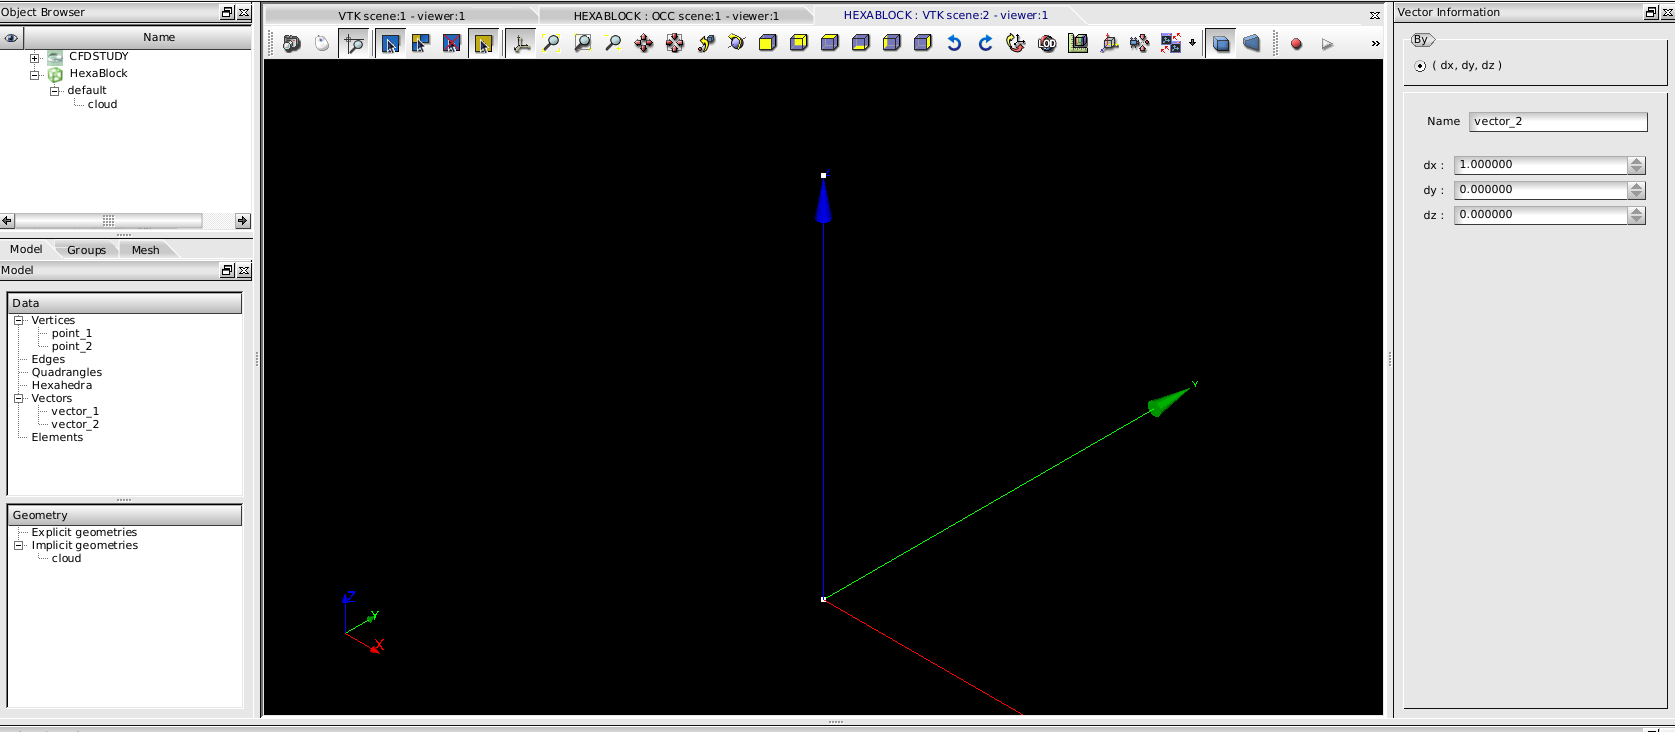 Object Browser
Name
CFDSTUDY
HexaBlock
default
cloud
Model
Groups
Mesh
Model
Data
Vertices
point_1
point_2
Edges
Quadrangles
Hexahedra
Vectors
vector_1
vector_2
Elements
Geometry
Explicit geometries
Implicit geometries
cloud
VTK scene:1 - viewer:1
HEXABLOCK : OCC scene:1 - viewer:1
HEXABLOCK : VTK scene:2 - viewer:1
LOD
»
Y
Z
Y
X
Vector Information
By
( dx, dy, dz )
Name vector_2
dx : 1.000000
dy : 0.000000
dz : 0.000000